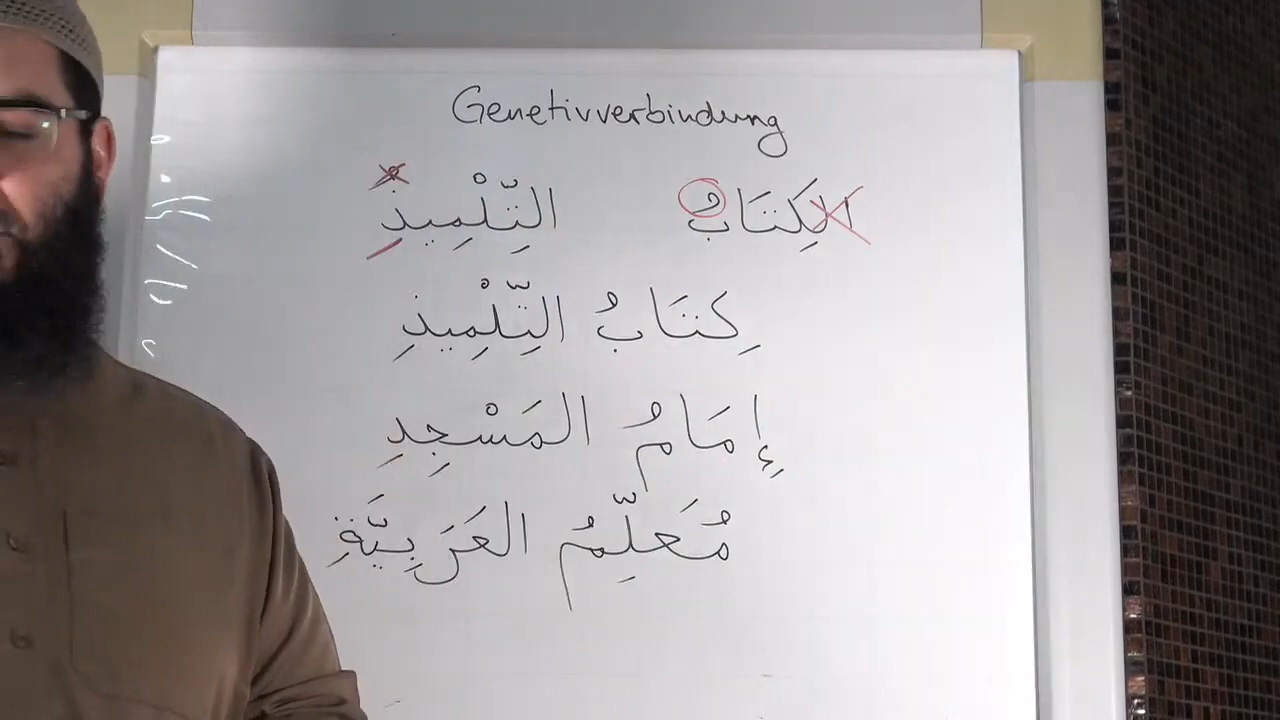 Genetivverbindung
الكِتَابُ التِّلْمِيذِ
كِتَابُ التِّلْمِيذِ
إِمَامُ المَسْجِدِ
مُعَلِّمُ العَرَبِيَّةِ